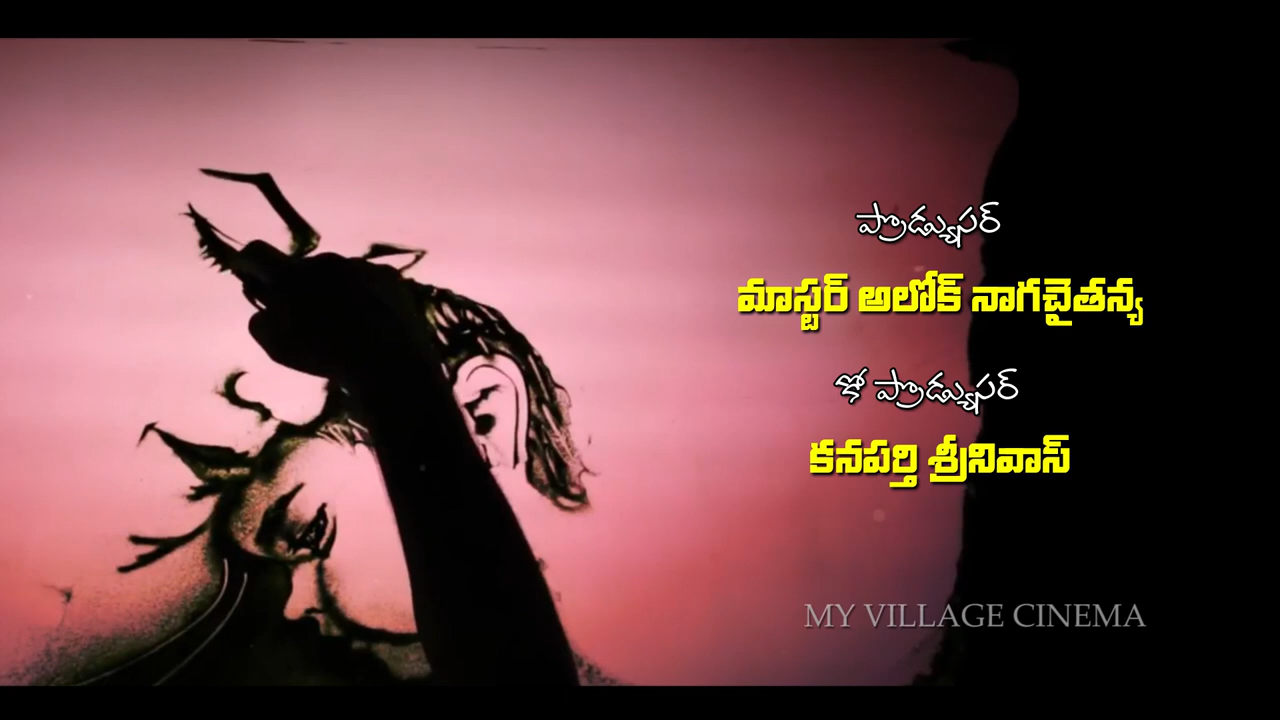 ప్రొడ్యుసర్
మాస్టర్ అలోక్ నాగచైతన్య
కో ప్రొడ్యుసర్
కనపర్తి శ్రీనివాస్
MY VILLAGE CINEMA